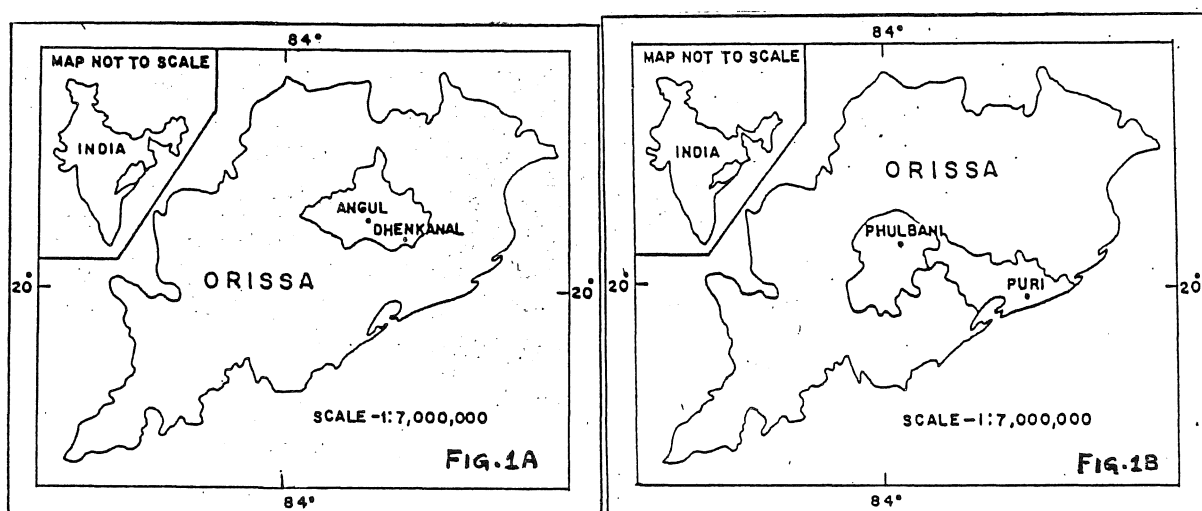 84°
MAP NOT TO SCALE
INDIA
ANGUL
DHENKANAL
ORISSA
20°
20°
SCALE-1:7,000,000
FIG.1A
84°
84°
MAP NOT TO SCALE
INDIA
ORISSA
PHULBANI
PURI
20°
20°
SCALE-1:7,000,000
FIG.1B
84°